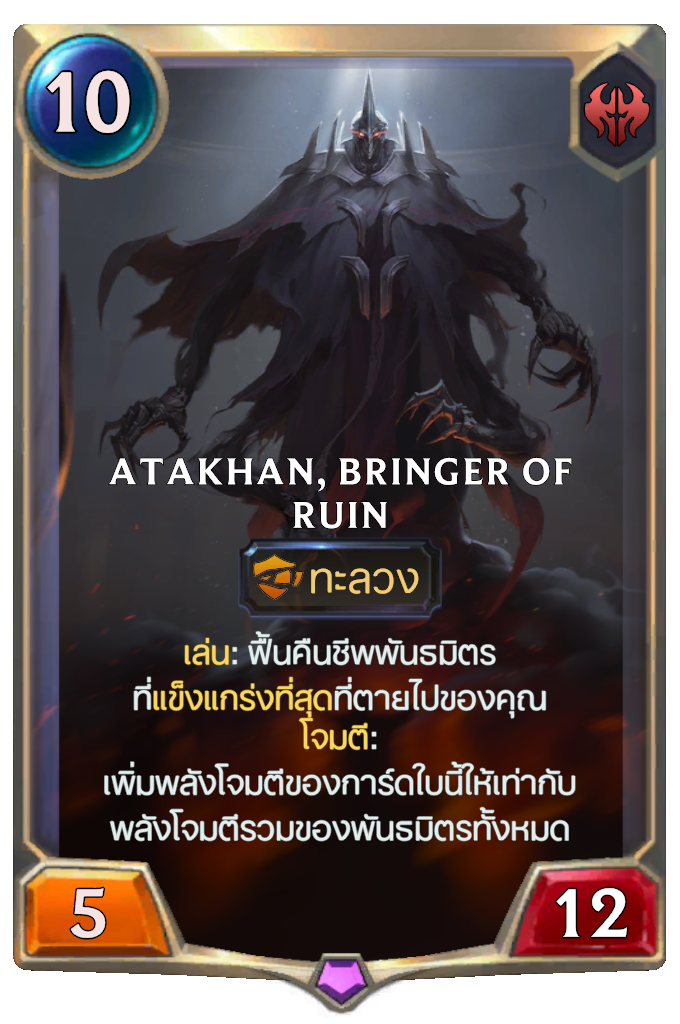 10
ATAKHAN, BRINGER OF
RUIN
ทะลวง
เล่น: ฟื้นคืนชีพพันธมิตร
ที่แข็งแกร่งที่สุดที่ตายไปของคุณ
โจมตี:
เพิ่มพลังโจมตีของการ์ดใบนี้ให้เท่ากับ
พลังโจมตีรวมของพันธมิตรทั้งหมด
5
12